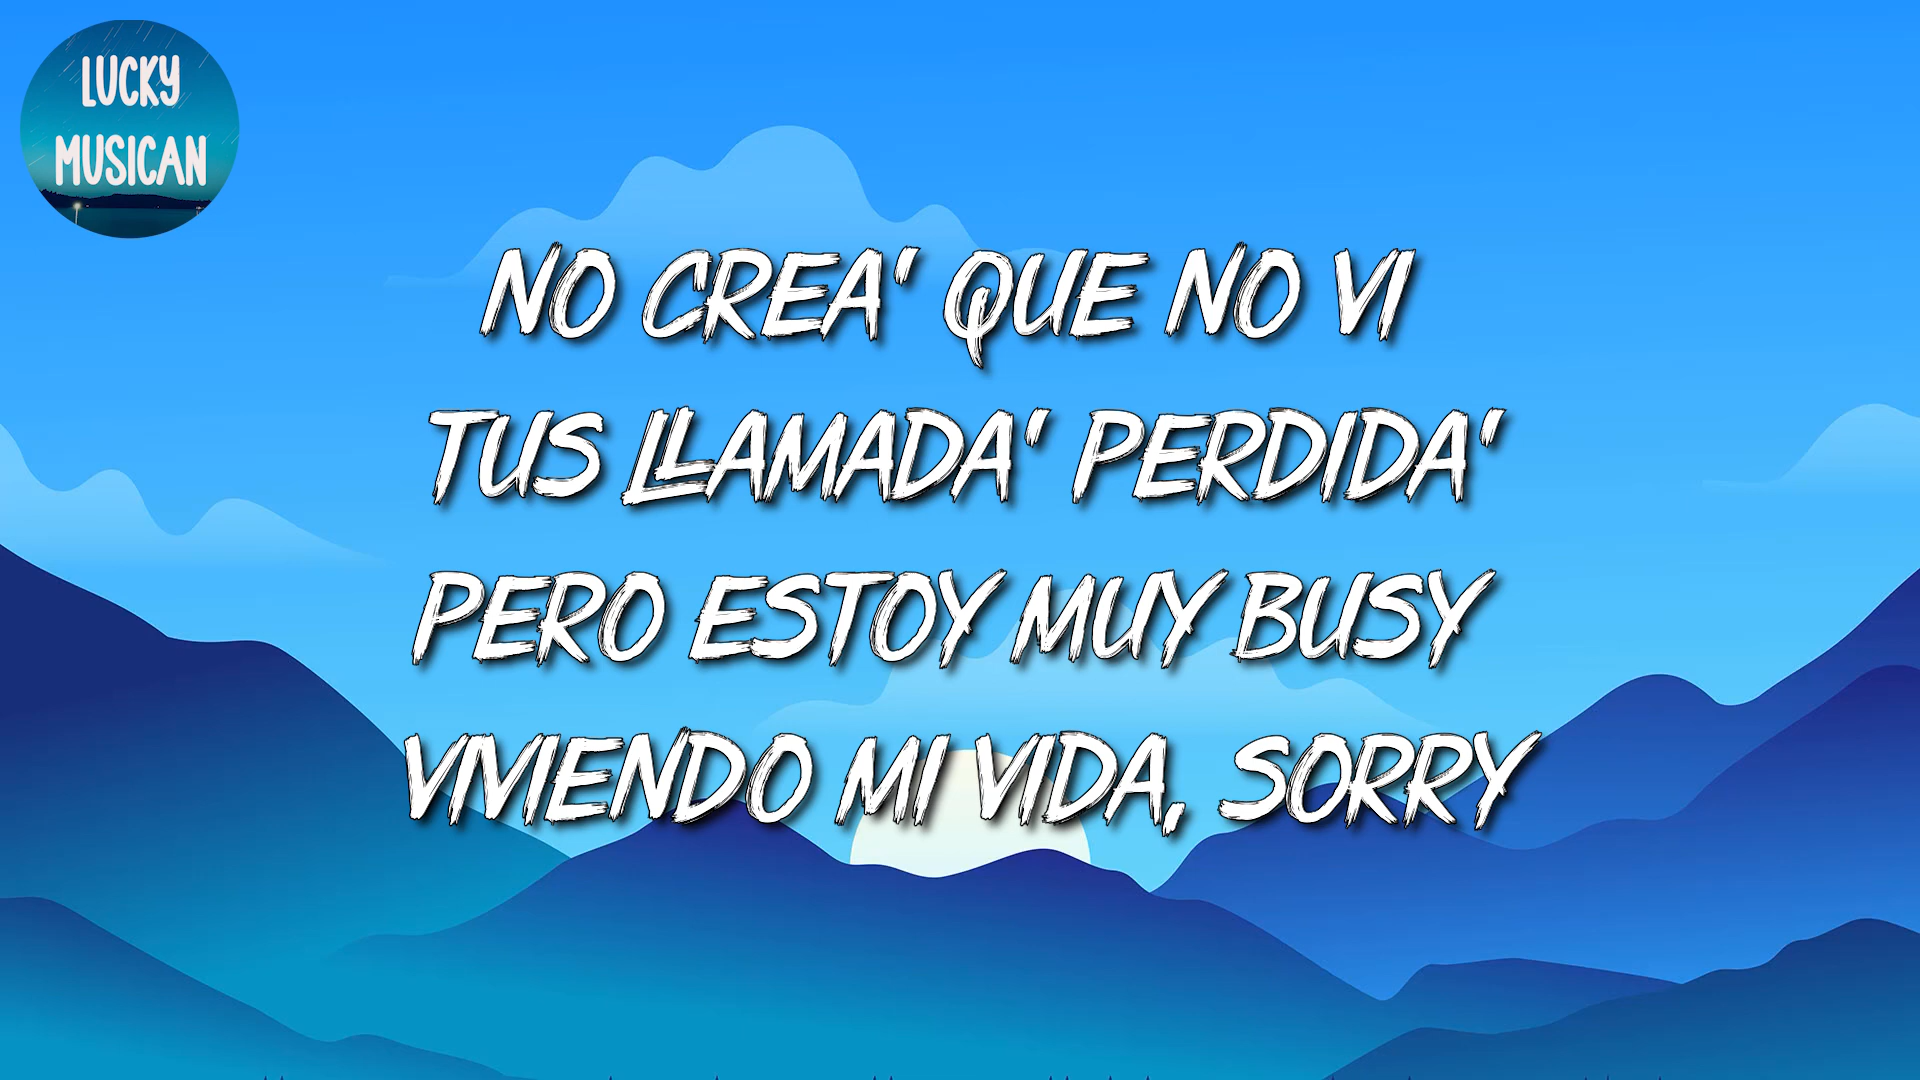 LUCKY
MUSICAN
NO CREA' QUE NO VI
TUS LLAMADA' PERDIDA'
PERO ESTOY MUY BUSY
VIVIENDO MI VIDA, SORRY